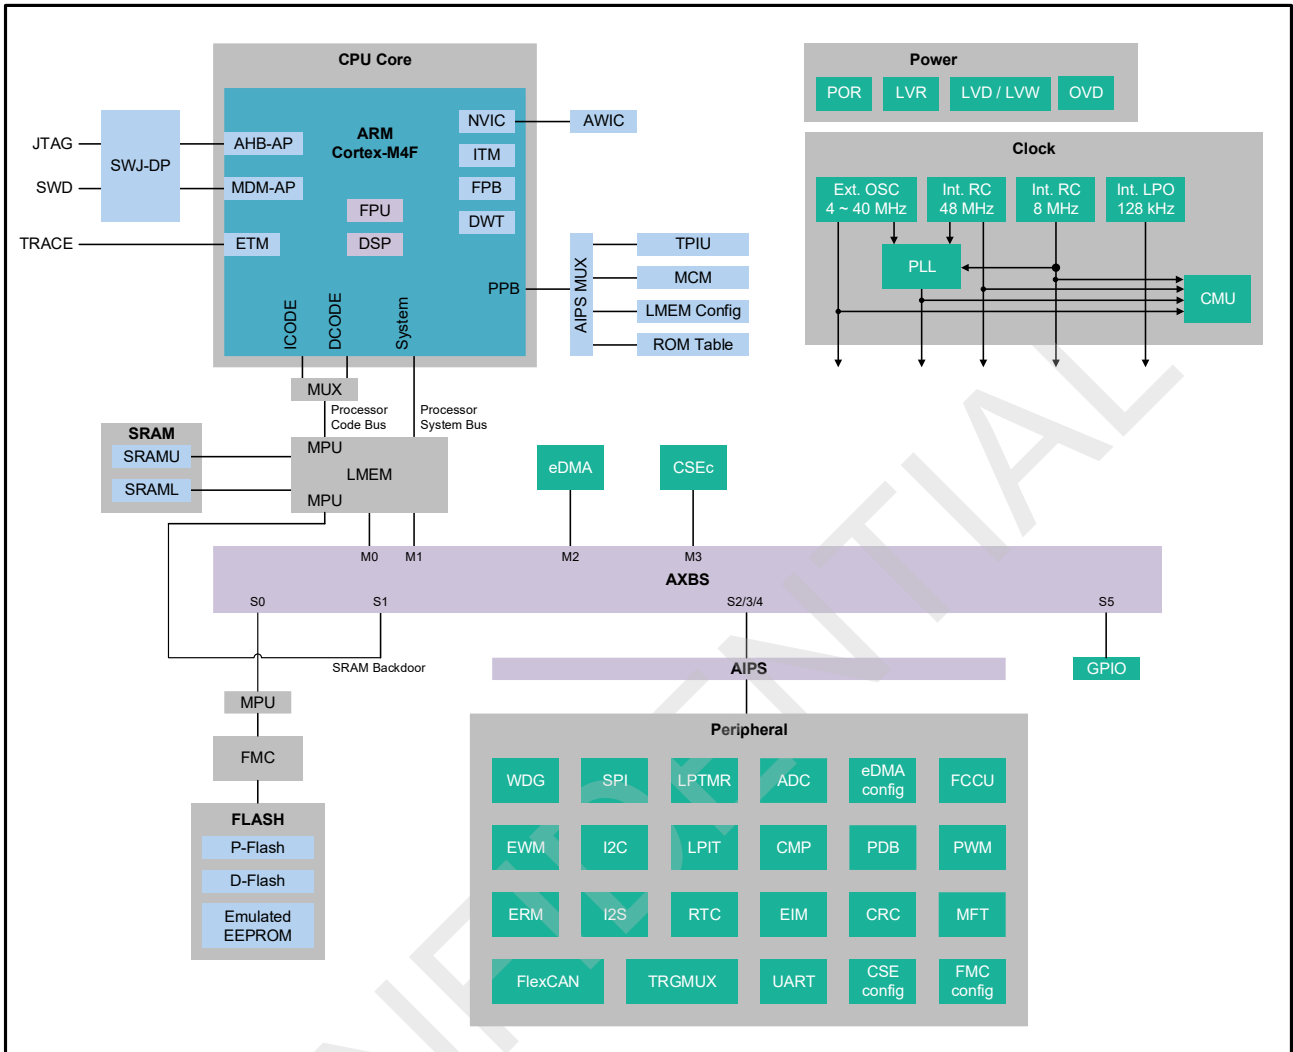 CPU Core
ARM
Cortex-M4F
NVIC
AWIC
ITM
FPB
DWT
JTAG
SWD
TRACE
SWJ-DP
AHB-AP
MDM-AP
ETM
FPU
DSP
PPB
AIPS MUX
TPIU
MCM
LMEM Config
ROM Table
ICODE
DCODE
System
MUX
Processor
Code Bus
Processor
System Bus
Power
POR
LVR
LVD / LVW
OVD
Clock
Ext. OSC
4 ~ 40 MHz
Int. RC
48 MHz
Int. RC
8 MHz
Int. LPO
128 kHz
PLL
CMU
SRAM
SRAMU
SRAML
MPU
LMEM
MPU
eDMA
CSEc
M0
M1
M2
M3
AXBS
S0
S1
S2/3/4
S5
SRAM Backdoor
AIPS
GPIO
MPU
FMC
FLASH
P-Flash
D-Flash
Emulated
EEPROM
Peripheral
WDG
SPI
LPTMR
ADC
eDMA
config
FCCU
EWM
I2C
LPIT
CMP
PDB
PWM
ERM
I2S
RTC
EIM
CRC
MFT
FlexCAN
TRGMUX
UART
CSE
config
FMC
config
NFIDENTIAL